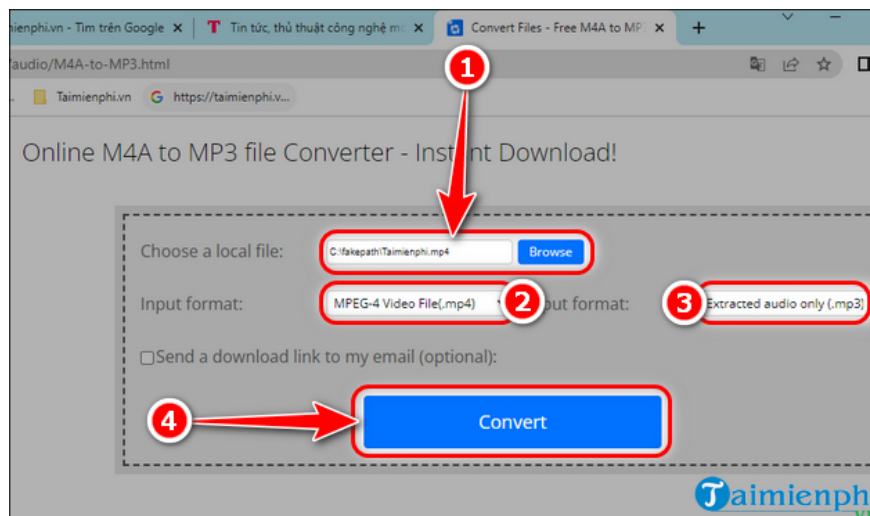 mienphi.vn - Tìm trên Google
Tin tức, thủ thuật công nghệ m
Convert Files - Free M4A to MP
/audio/M4A-to-MP3.html
Taimienphi.vn
https://taimienphi.v...
1
Online M4A to MP3 file Converter - Instant Download!
Choose a local file:
C:\fakepath\Taimienphi.mp4
Browse
Input format:
MPEG-4 Video File(.mp4)
2
put format:
3
Extracted audio only (.mp3)
Send a download link to my email (optional):
4
Convert
Taimienph